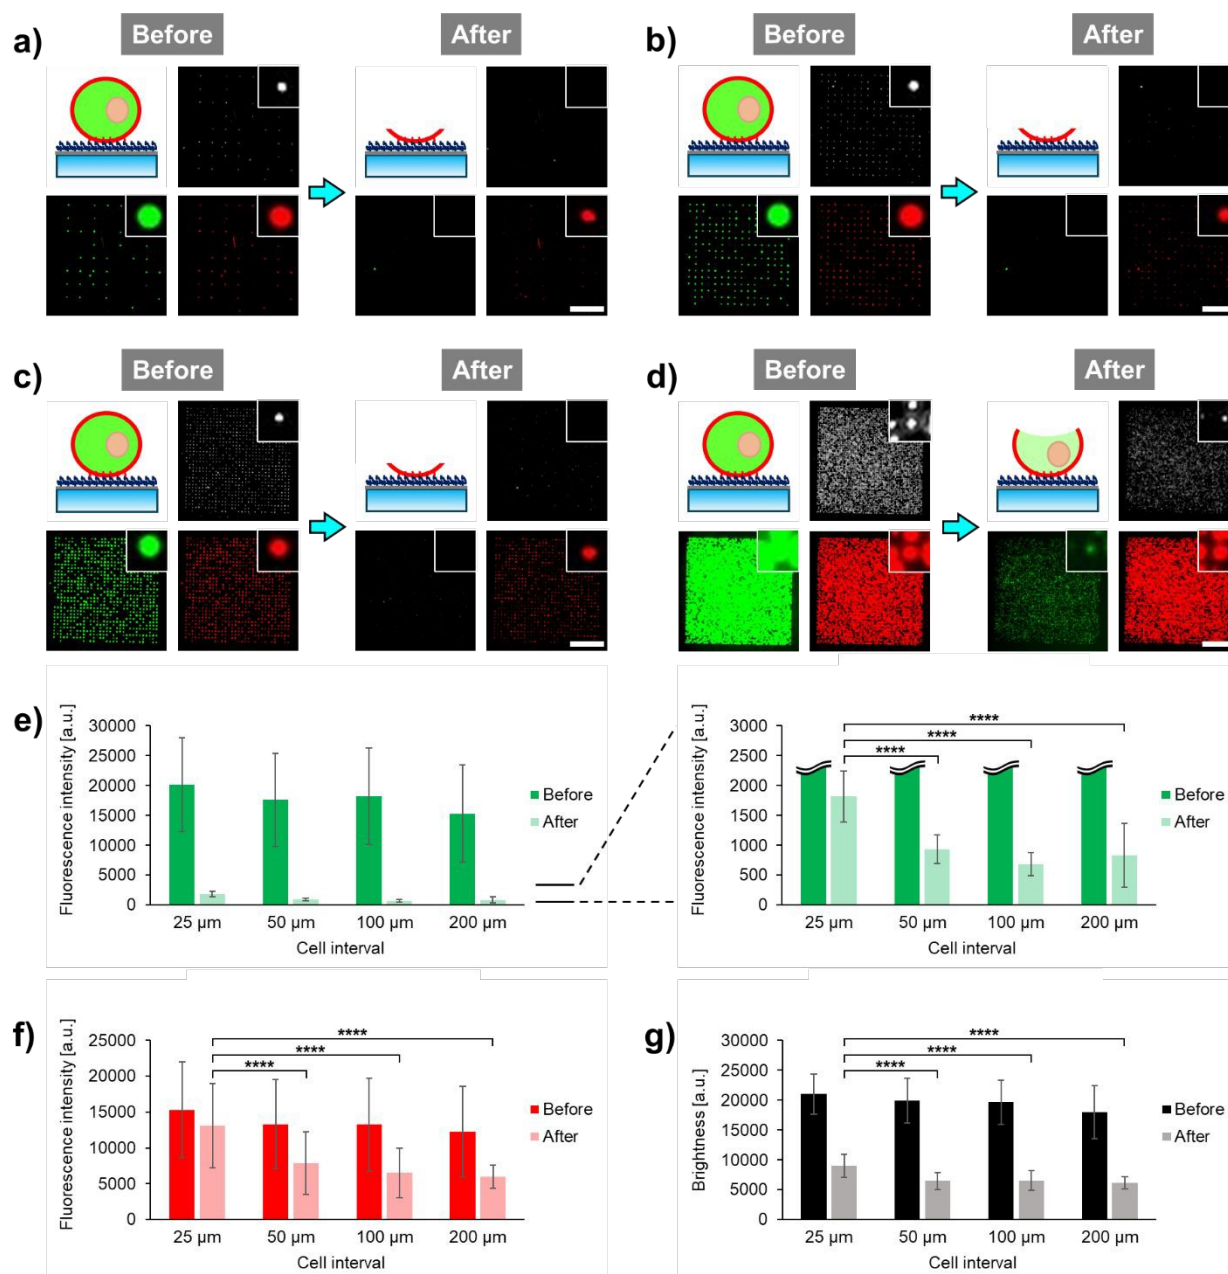 a)
Before
After
b)
Before
After
c)
Before
After
d)
Before
After
e)
Fluorescence intensity [a.u.]
30000
25000
20000
15000
10000
5000
0
25 µm
50 µm
100 µm
200 µm
Cell interval
Before
After
Fluorescence intensity [a.u.]
3000
2500
2000
1500
1000
500
0
****
****
****
25 µm
50 µm
100 µm
200 µm
Cell interval
Before
After
f)
Fluorescence intensity [a.u.]
25000
20000
15000
10000
5000
0
****
****
****
25 µm
50 µm
100 µm
200 µm
Cell interval
Before
After
g)
Brightness [a.u.]
30000
25000
20000
15000
10000
5000
0
****
****
****
25 µm
50 µm
100 µm
200 µm
Cell interval
Before
After